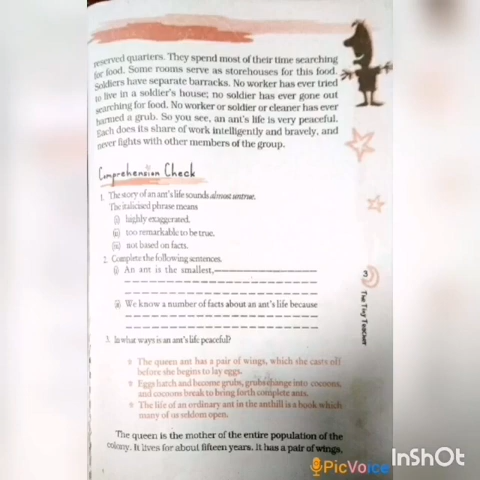 reserved quarters. They spend most of their time searching
for food. Some rooms serve as storehouses for this food.
Soldiers have separate barracks. No worker has ever tried
to live in a soldier's house; no soldier has ever gone out
searching for food. No worker or soldier or cleaner has ever
harmed a grub. So you see, an ant's life is very peaceful.
Each does its share of work intelligently and bravely, and
never fights with other members of the group.
Comprehension Check
1. The story of an ant's life sounds almost untrue.
The italicised phrase means
(i) highly exaggerated.
(ii) too remarkable to be true.
(iii) not based on facts.
2. Complete the following sentences.
(i) An ant is the smallest,
(ii) We know a number of facts about an ant's life because
3. In what ways is an ant's life peaceful?
The queen ant has a pair of wings, which she casts off
before she begins to lay eggs.
Eggs hatch and become grubs, grubs change into cocoons,
and cocoons break to bring forth complete ants.
The life of an ordinary ant in the anthill is a book which
many of us seldom open.
The queen is the mother of the entire population of the
colony. It lives for about fifteen years. It has a pair of wings,
3
The Tiny Teacher
PicVoice
InShOt